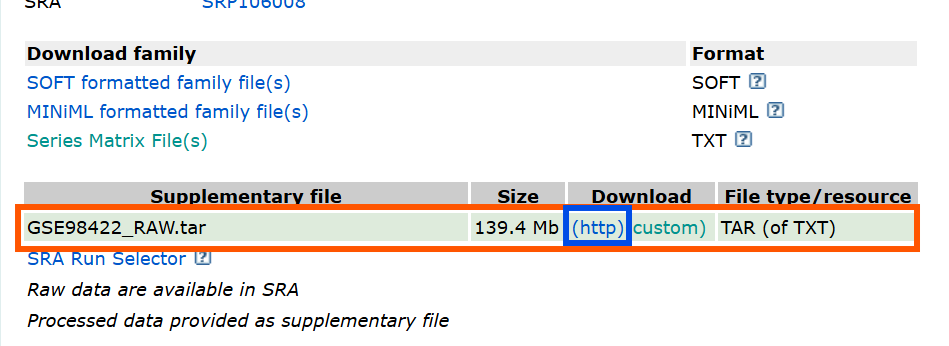 SRA SRP106008
Download family Format
SOFT formatted family file(s) SOFT ?
MINiML formatted family file(s) MINiML ?
Series Matrix File(s) TXT ?
Supplementary file Size Download File type/resource
GSE98422_RAW.tar 139.4 Mb (http) custom) TAR (of TXT)
SRA Run Selector ?
Raw data are available in SRA
Processed data provided as supplementary file